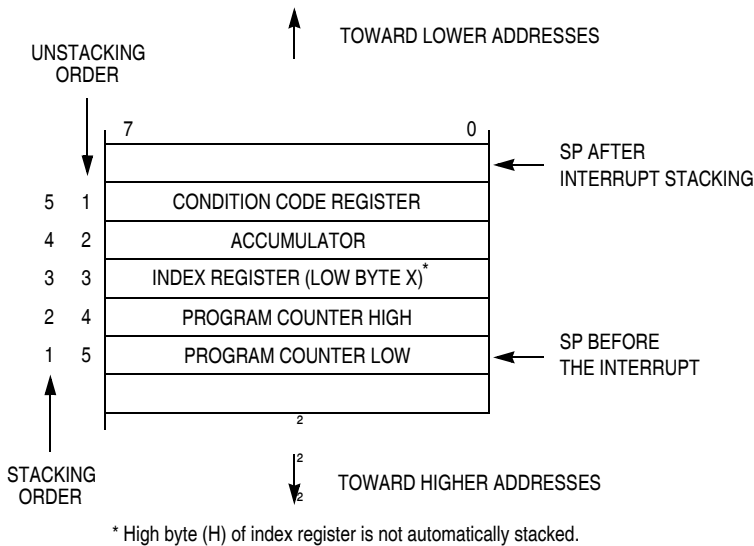 TOWARD LOWER ADDRESSES
UNSTACKING
ORDER
7 0
SP AFTER
INTERRUPT STACKING
5 1 CONDITION CODE REGISTER
4 2 ACCUMULATOR
3 3 INDEX REGISTER (LOW BYTE X)*
2 4 PROGRAM COUNTER HIGH
1 5 PROGRAM COUNTER LOW
SP BEFORE
THE INTERRUPT
²
²
²
STACKING
ORDER
TOWARD HIGHER ADDRESSES
* High byte (H) of index register is not automatically stacked.